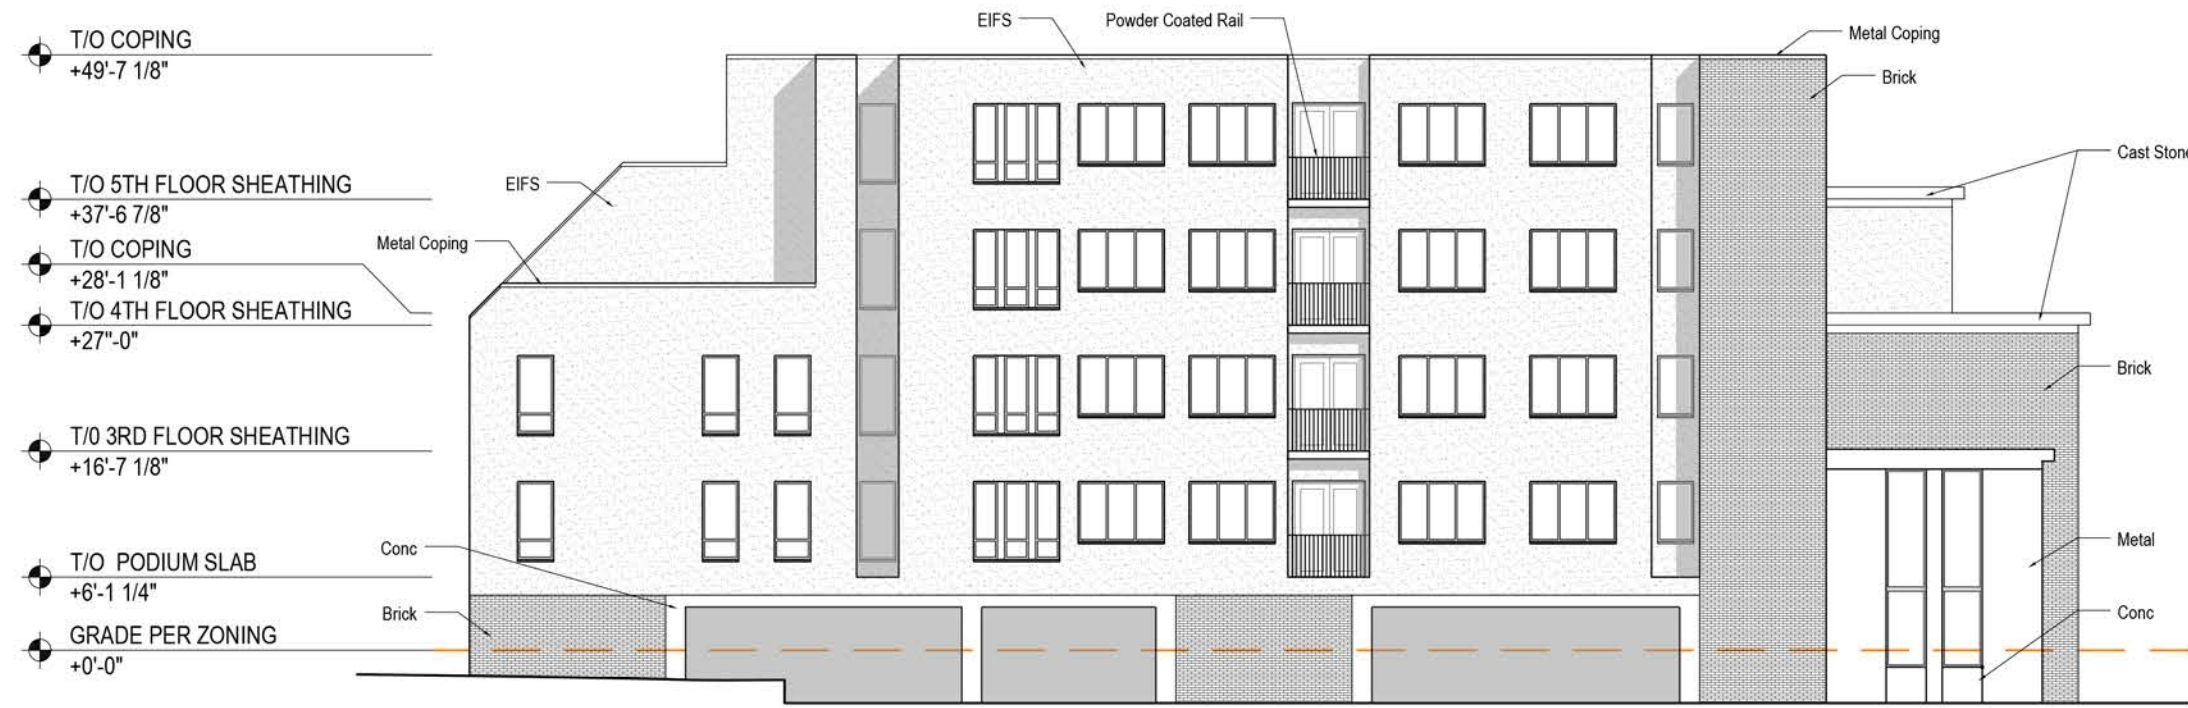 T/O COPING
+49'-7 1/8"
T/O 5TH FLOOR SHEATHING
+37'-6 7/8"
T/O COPING
+28'-1 1/8"
T/O 4TH FLOOR SHEATHING
+27"-0"
T/0 3RD FLOOR SHEATHING
+16'-7 1/8"
T/O PODIUM SLAB
+6'-1 1/4"
GRADE PER ZONING
+0'-0"
EIFS
Powder Coated Rail
Metal Coping
Brick
Cast Stone
EIFS
Metal Coping
Brick
Conc
Metal
Brick
Conc